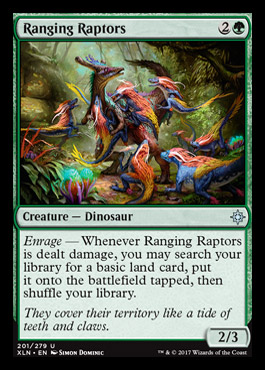 Ranging Raptors 2
Creature — Dinosaur
Enrage — Whenever Ranging Raptors
is dealt damage, you may search your
library for a basic land card, put
it onto the battlefield tapped, then
shuffle your library.
They cover their territory like a tide of
teeth and claws.
2/3
201/279 U
XLN • EN Simon Dominic ™ & © 2017 Wizards of the Coast